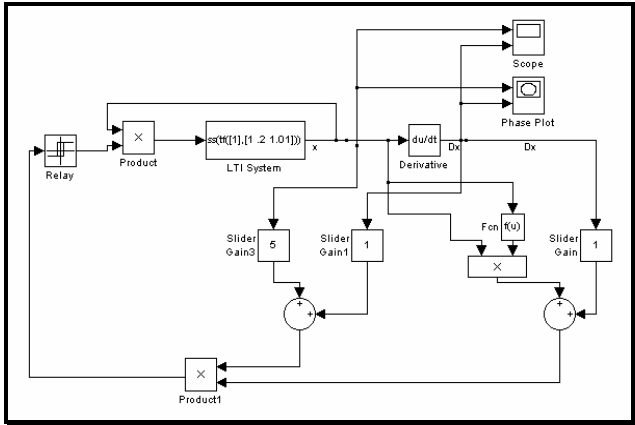 Scope
Phase Plot
Relay
×
Product
ss(tf([1],[1 .2 1.01]))
LTI System
x
du/dt
Derivative
Dx
Dx
Slider
Gain3
5
Slider
Gain1
1
Fcn
f(u)
×
Slider
Gain
1
+
+
+
+
×
Product1